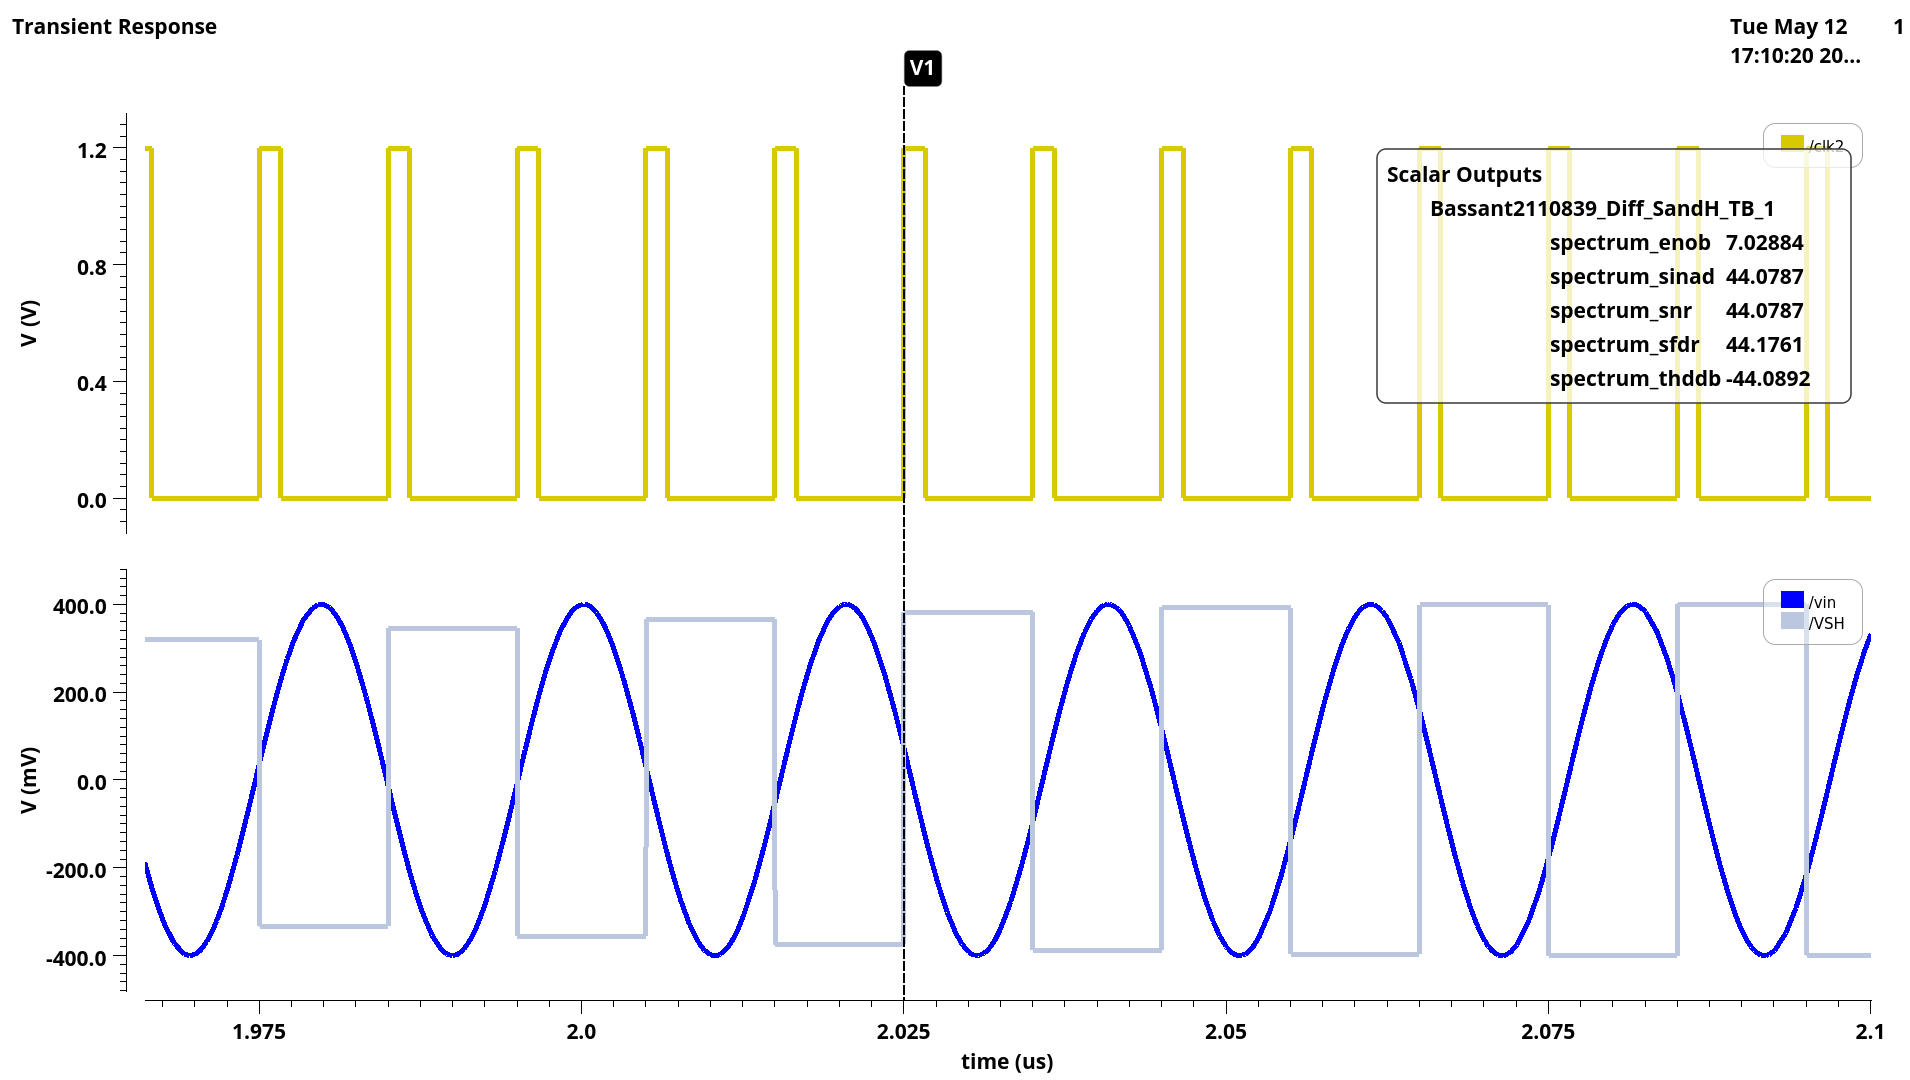 Transient Response
Tue May 12 1
17:10:20 20...
V1
/clk2
Scalar Outputs
Bassant2110839_Diff_SandH_TB_1
spectrum_enob 7.02884
spectrum_sinad 44.0787
spectrum_snr 44.0787
spectrum_sfdr 44.1761
spectrum_thddb -44.0892
1.2
0.8
0.4
0.0
V (V)
/vin
/VSH
400.0
200.0
0.0
-200.0
-400.0
V (mV)
1.975 2.0 2.025 2.05 2.075 2.1
time (us)